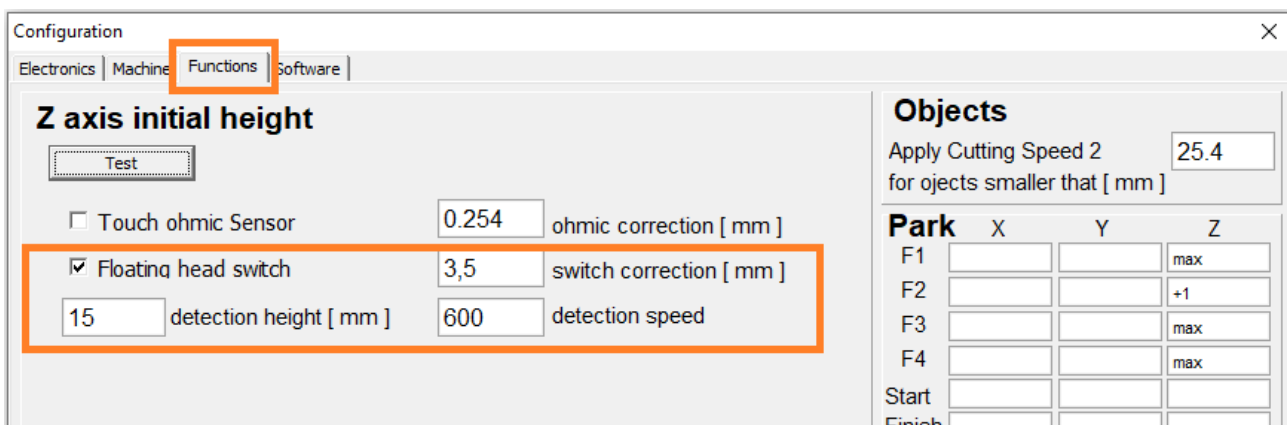 Configuration
Electronics Machine Functions Software
Z axis initial height
Test
Touch ohmic Sensor 0.254 ohmic correction [ mm ]
Floating head switch 3,5 switch correction [ mm ]
15 detection height [ mm ] 600 detection speed
Objects
Apply Cutting Speed 2 25.4
for ojects smaller that [ mm ]
Park X Y Z
F1 max
F2 +1
F3 max
F4 max
Start
Finish